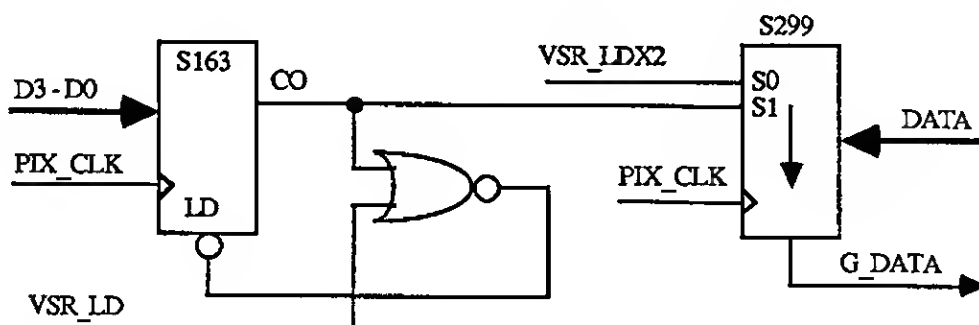 S299
S163
VSR_LDX2
CO
D3-D0
S0
S1
DATA
PIX_CLK
PIX_CLK
LD
G_DATA
VSR_LD